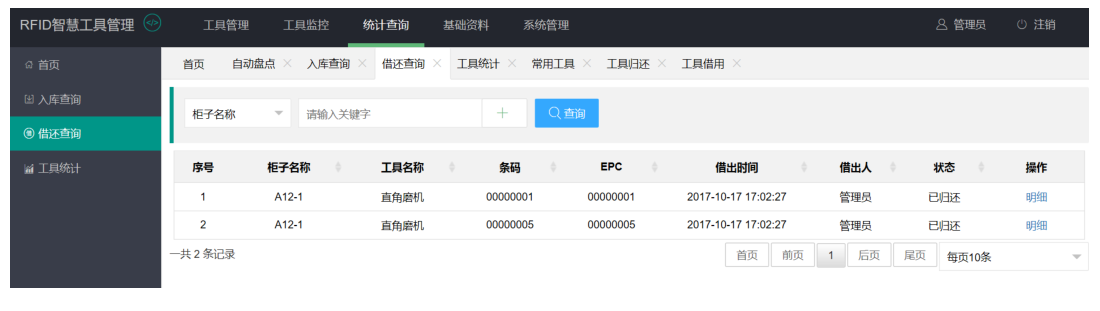 RFID智慧工具管理 </> 工具管理 工具监控 统计查询 基础资料 系统管理 管理员 注销
首页
入库查询
借还查询
工具统计
首页 自动盘点 × 入库查询 × 借还查询 × 工具统计 × 常用工具 × 工具归还 × 工具借用 ×
柜子名称 请输入关键字 + 查询
序号 柜子名称 工具名称 条码 EPC 借出时间 借出人 状态 操作
1 A12-1 直角磨机 00000001 00000001 2017-10-17 17:02:27 管理员 已归还 明细
2 A12-1 直角磨机 00000005 00000005 2017-10-17 17:02:27 管理员 已归还 明细
一共 2 条记录 首页 前页 1 后页 尾页 每页10条